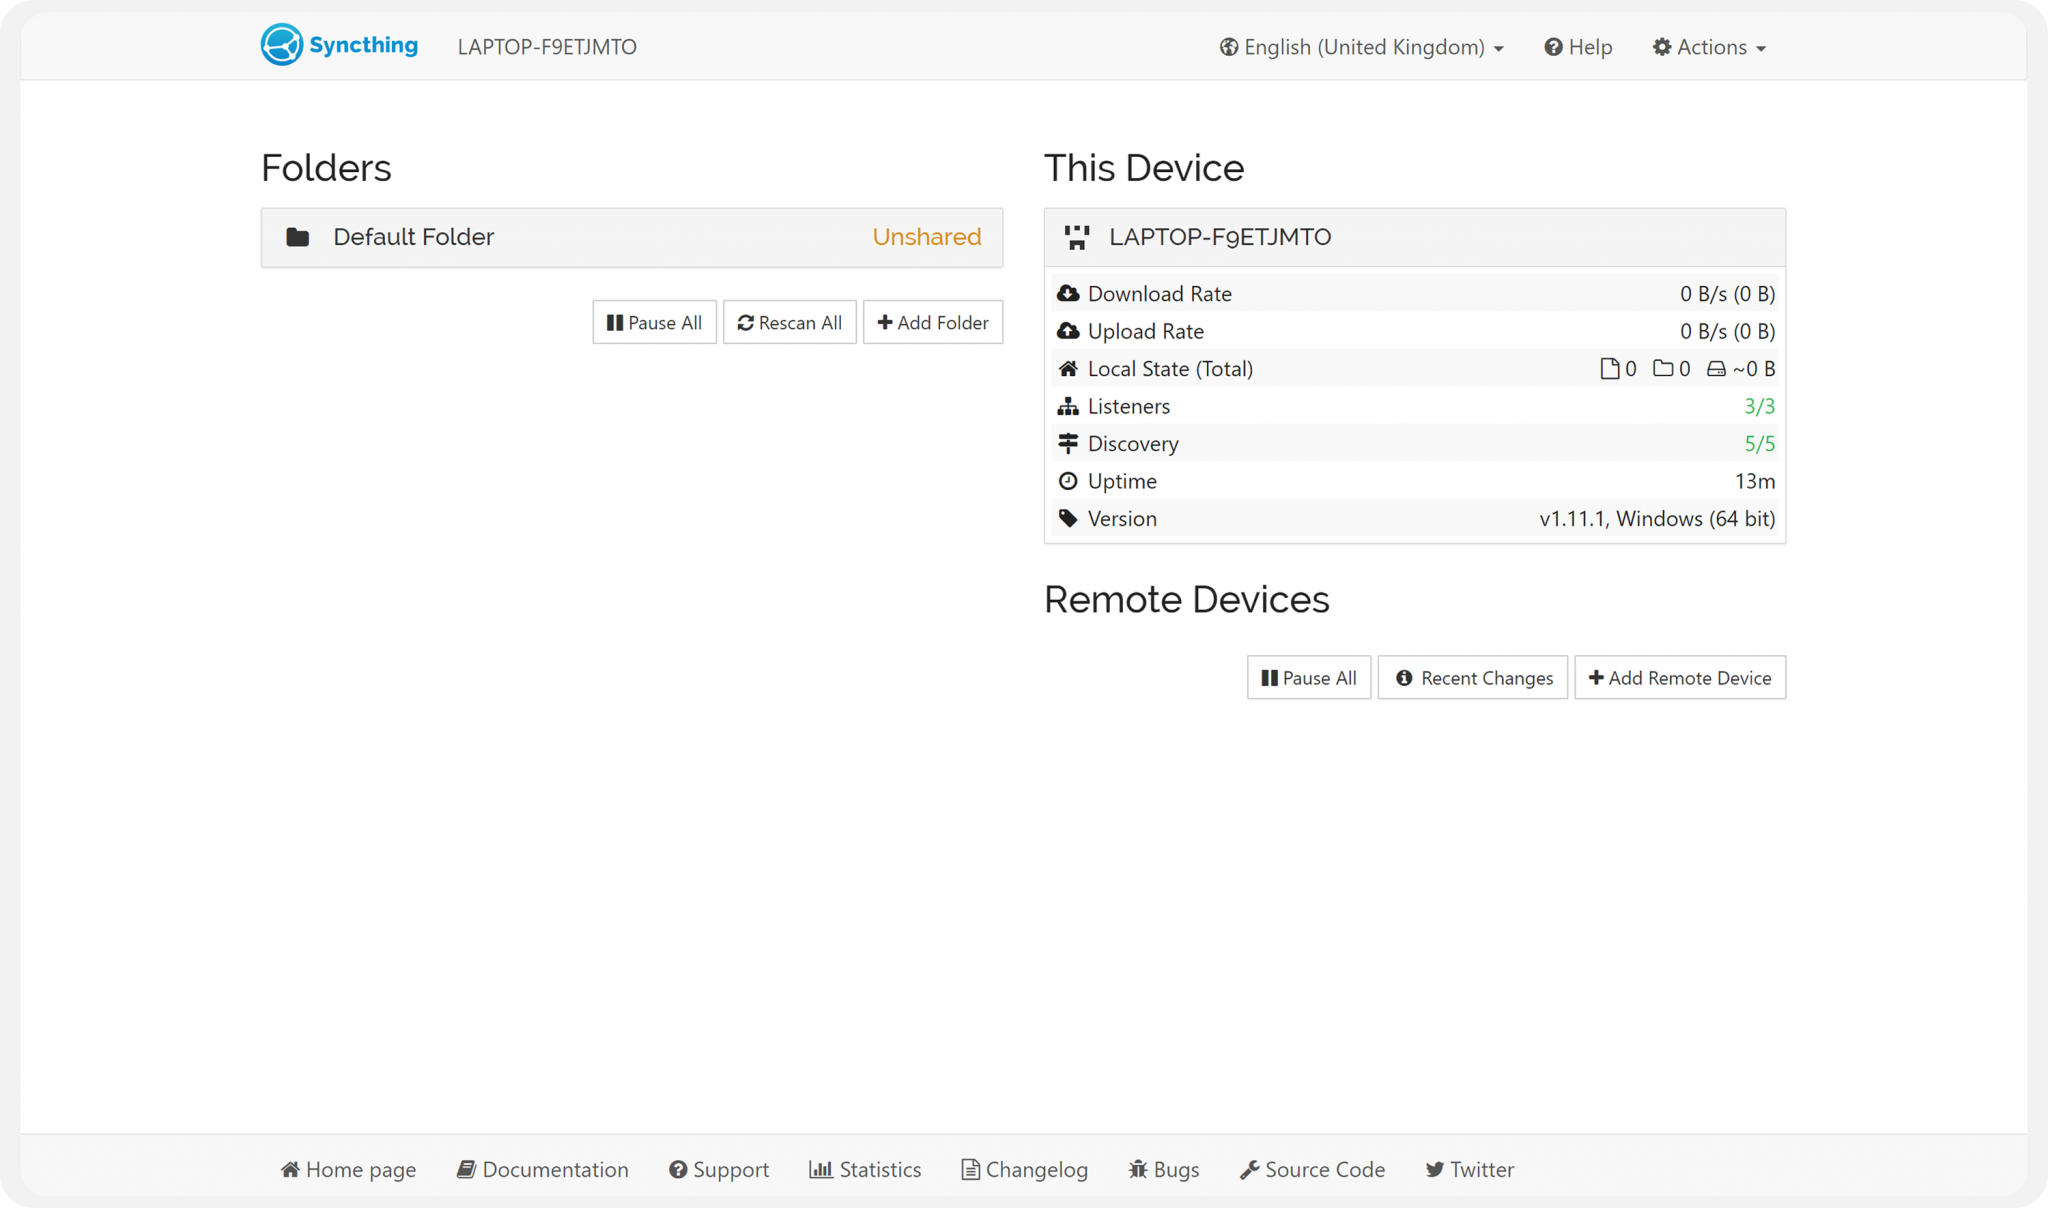 Syncthing LAPTOP-F9ETJMTO English (United Kingdom) Help Actions
Folders
Default Folder Unshared
Pause All Rescan All Add Folder
This Device
LAPTOP-F9ETJMTO
Download Rate 0 B/s (0 B)
Upload Rate 0 B/s (0 B)
Local State (Total) 0 0 ~0 B
Listeners 3/3
Discovery 5/5
Uptime 13m
Version v1.11.1, Windows (64 bit)
Remote Devices
Pause All Recent Changes Add Remote Device
Home page Documentation Support Statistics Changelog Bugs Source Code Twitter